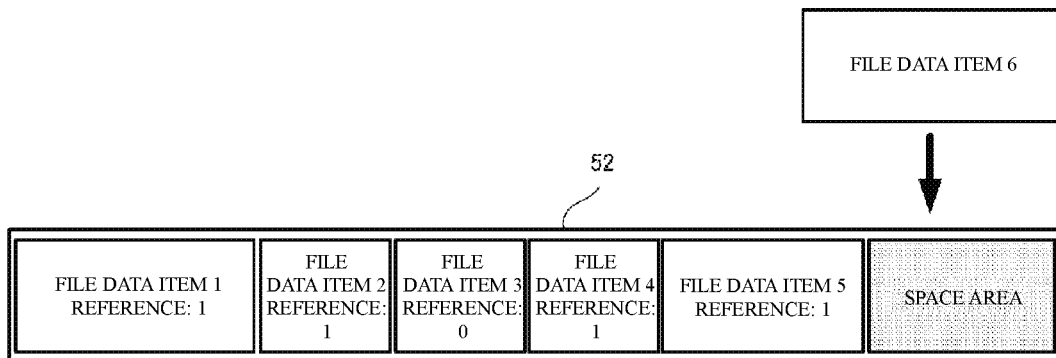 FILE DATA ITEM 6
52
FILE DATA ITEM 1
REFERENCE: 1
FILE
DATA ITEM 2
REFERENCE:
1
FILE
DATA ITEM 3
REFERENCE:
0
FILE
DATA ITEM 4
REFERENCE:
1
FILE DATA ITEM 5
REFERENCE: 1
SPACE AREA